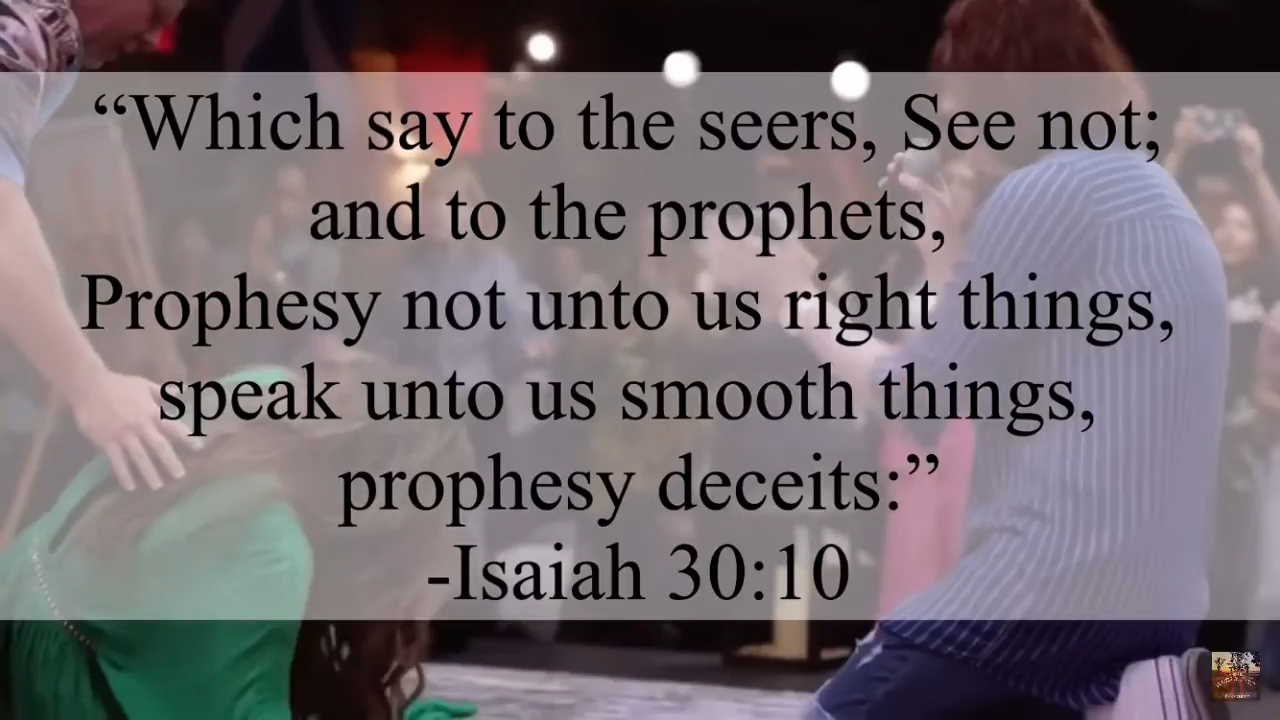 “Which say to the seers, See not;
and to the prophets,
Prophesy not unto us right things,
speak unto us smooth things,
prophesy deceits:”
-Isaiah 30:10